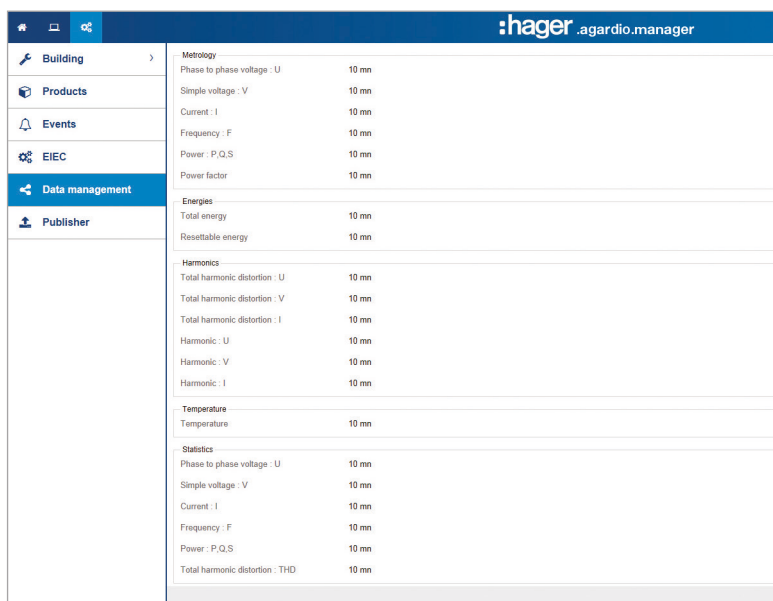 :hager .agardio.manager
Building
Products
Events
EIEC
Data management
Publisher
Metrology
Phase to phase voltage : U 10 mn
Simple voltage : V 10 mn
Current : I 10 mn
Frequency : F 10 mn
Power : P,Q,S 10 mn
Power factor 10 mn
Energies
Total energy 10 mn
Resettable energy 10 mn
Harmonics
Total harmonic distortion : U 10 mn
Total harmonic distortion : V 10 mn
Total harmonic distortion : I 10 mn
Harmonic : U 10 mn
Harmonic : V 10 mn
Harmonic : I 10 mn
Temperature
Temperature 10 mn
Statistics
Phase to phase voltage : U 10 mn
Simple voltage : V 10 mn
Current : I 10 mn
Frequency : F 10 mn
Power : P,Q,S 10 mn
Total harmonic distortion : THD 10 mn